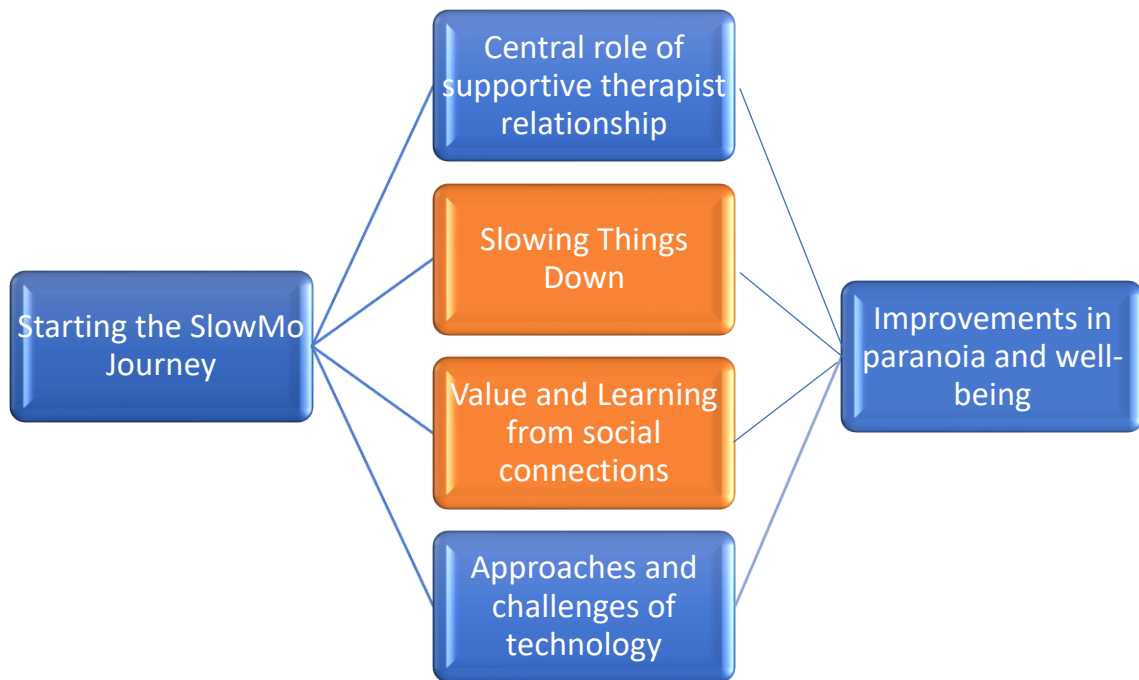 Central role of
supportive therapist
relationship
Slowing Things
Down
Starting the SlowMo
Journey
Improvements in
paranoia and well-
being
Value and Learning
from social
connections
Approaches and
challenges of
technology